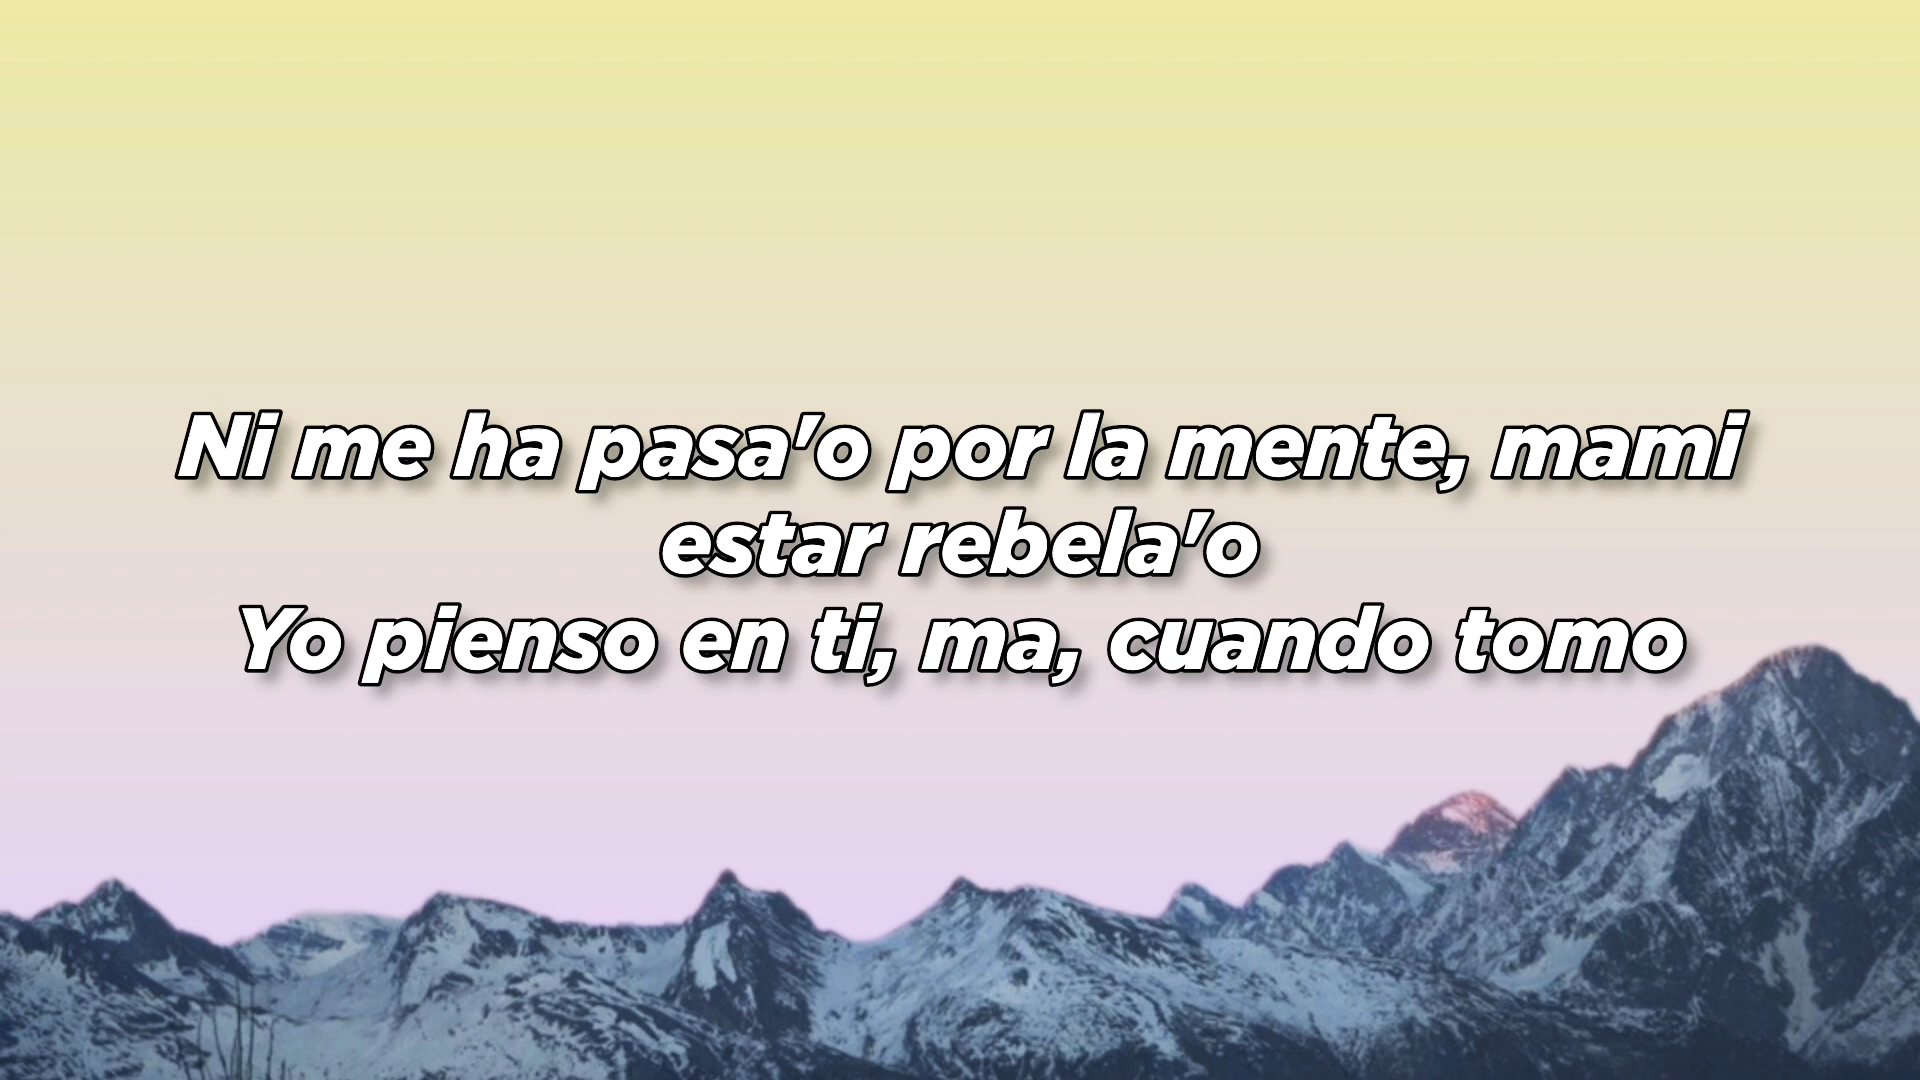 Ni me ha pasa'o por la mente, mami
estar rebela'o
Yo pienso en ti, ma, cuando tomo